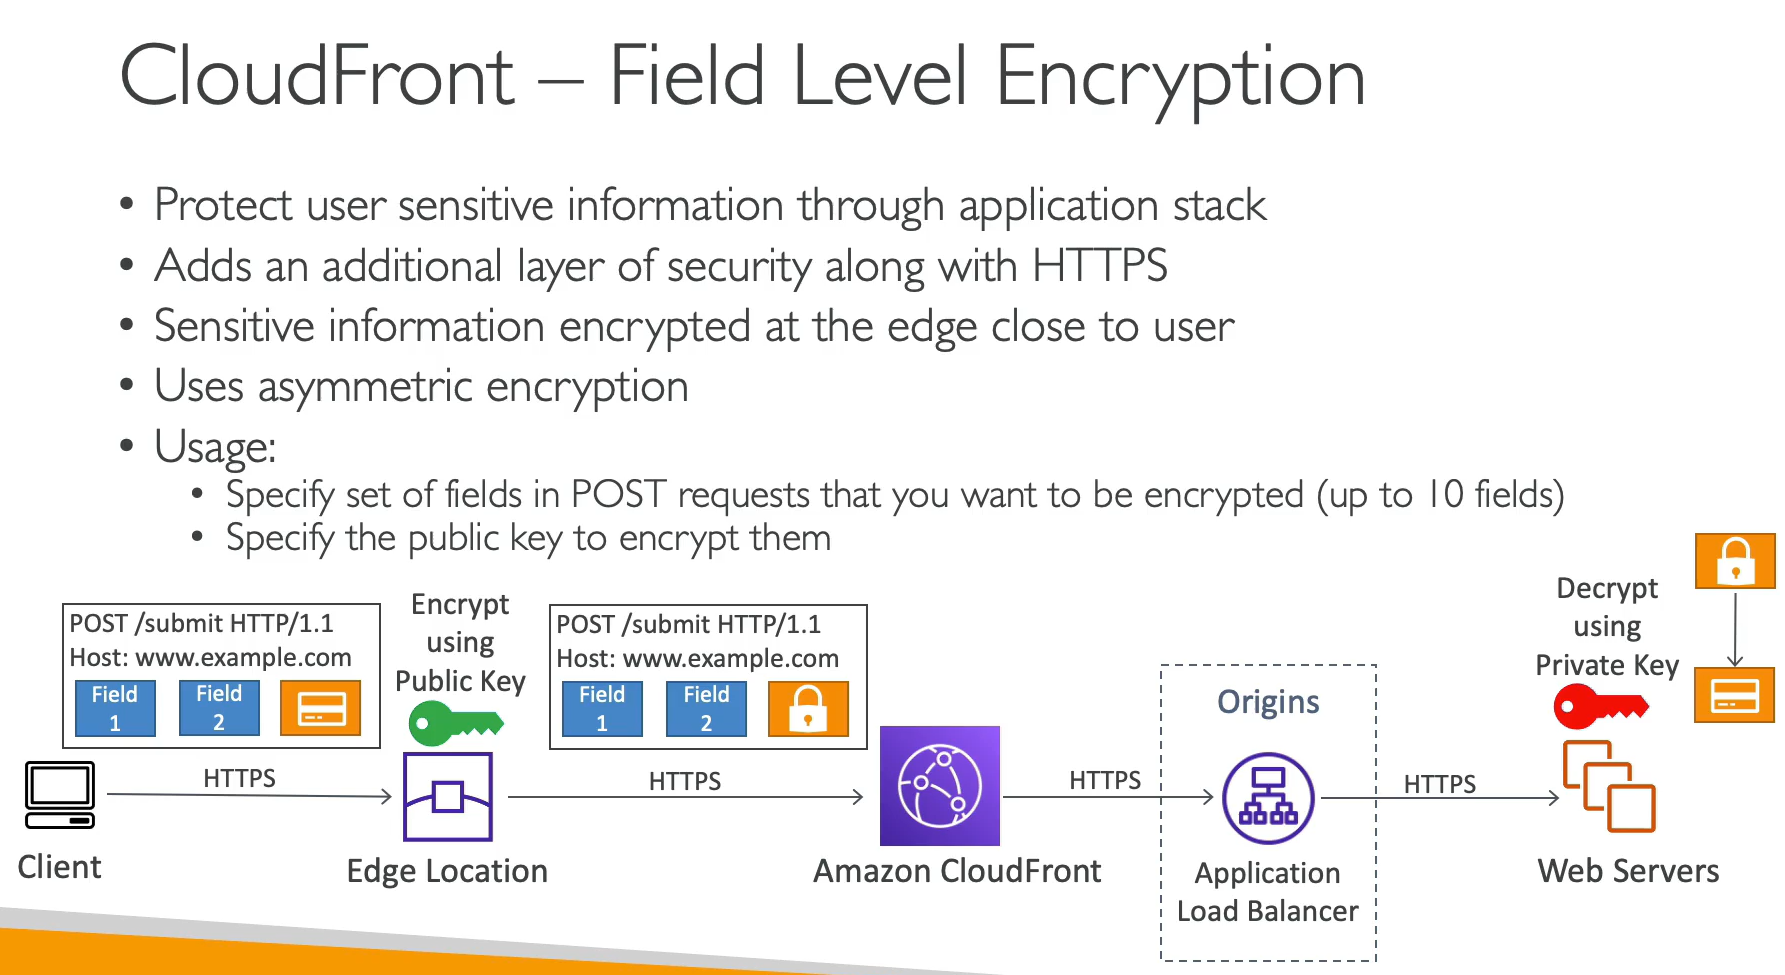 CloudFront – Field Level Encryption
• Protect user sensitive information through application stack
• Adds an additional layer of security along with HTTPS
• Sensitive information encrypted at the edge close to user
• Uses asymmetric encryption
• Usage:
• Specify set of fields in POST requests that you want to be encrypted (up to 10 fields)
• Specify the public key to encrypt them
POST /submit HTTP/1.1
Host: www.example.com
Field
1
Field
2
Encrypt
using
Public Key
POST /submit HTTP/1.1
Host: www.example.com
Field
1
Field
2
Decrypt
using
Private Key
Origins
HTTPS
HTTPS
HTTPS
HTTPS
Client
Edge Location
Amazon CloudFront
Application
Load Balancer
Web Servers